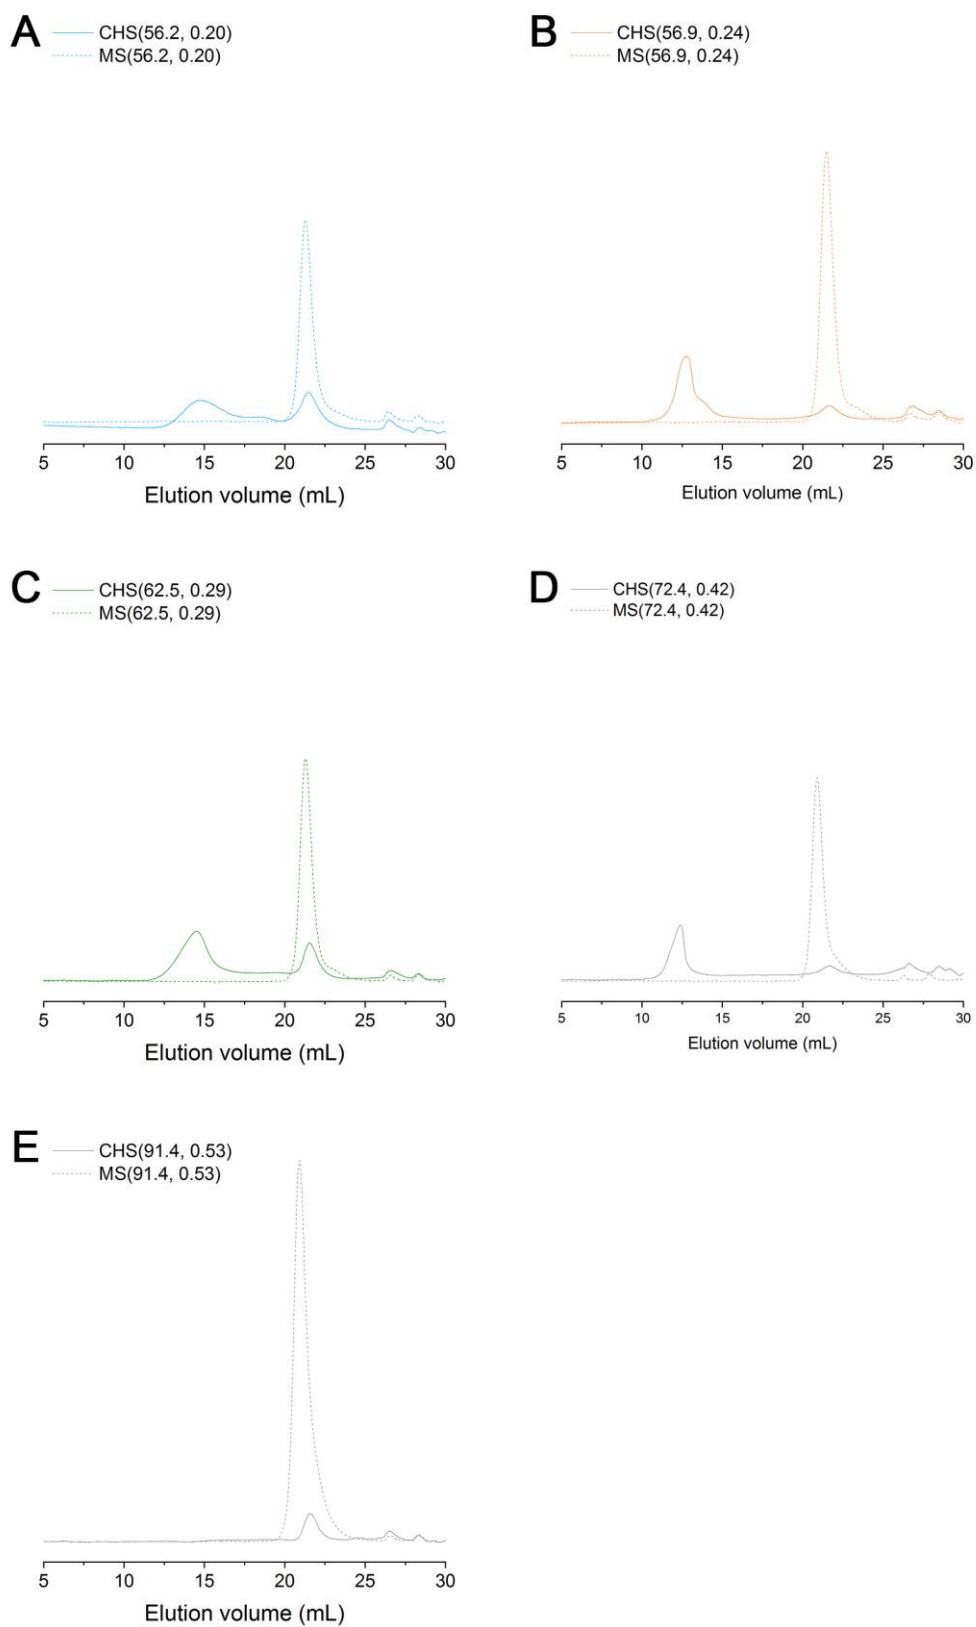 A
CHS(56.2, 0.20)
MS(56.2, 0.20)
5 10 15 20 25 30
Elution volume (mL)
B
CHS(56.9, 0.24)
MS(56.9, 0.24)
5 10 15 20 25 30
Elution volume (mL)
C
CHS(62.5, 0.29)
MS(62.5, 0.29)
5 10 15 20 25 30
Elution volume (mL)
D
CHS(72.4, 0.42)
MS(72.4, 0.42)
5 10 15 20 25 30
Elution volume (mL)
E
CHS(91.4, 0.53)
MS(91.4, 0.53)
5 10 15 20 25 30
Elution volume (mL)